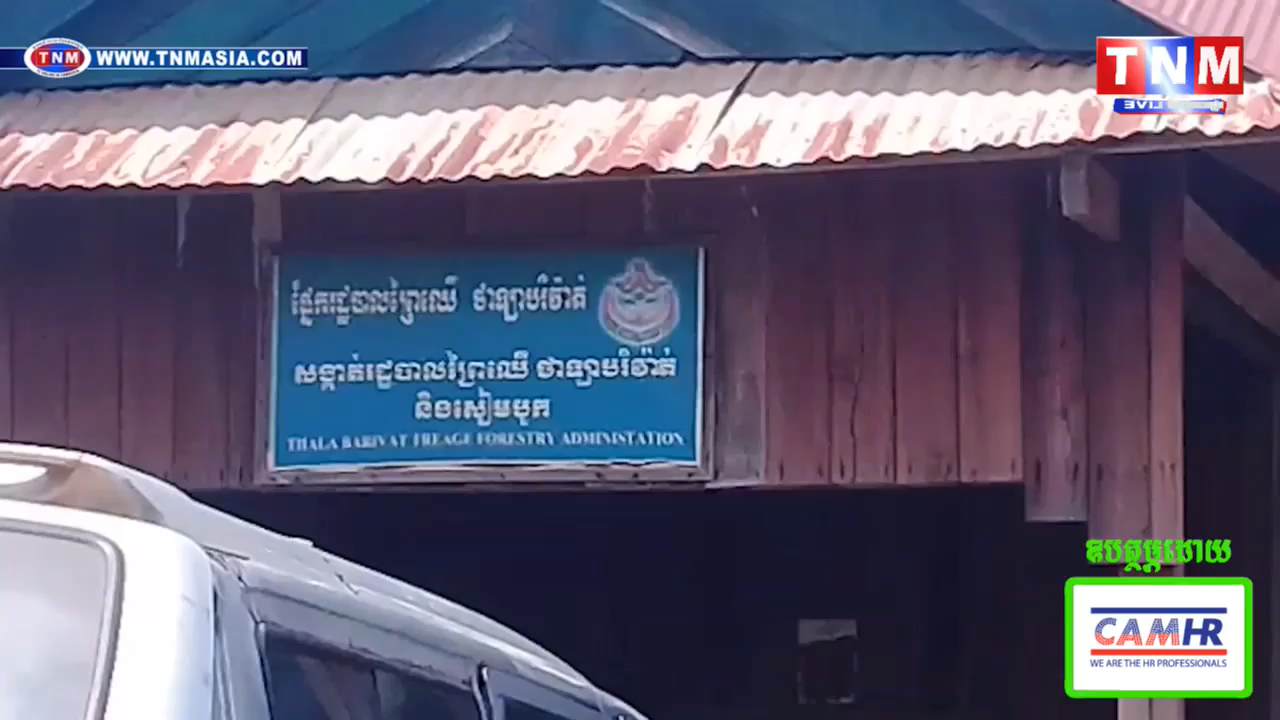 TNM WWW.TNMASIA.COM
TNM
LIVE
ផ្នែករដ្ឋបាលព្រៃឈើ ថាឡាបរិវ៉ាត់
សង្កាត់រដ្ឋបាលព្រៃឈើ ថាឡាបរិវ៉ាត់
និងសៀមបូក
THALA BARIVAT TREAGE FORESTRY ADMINISTATION
ឧបត្ថម្ភដោយ
CAMHR
WE ARE THE HR PROFESSIONALS